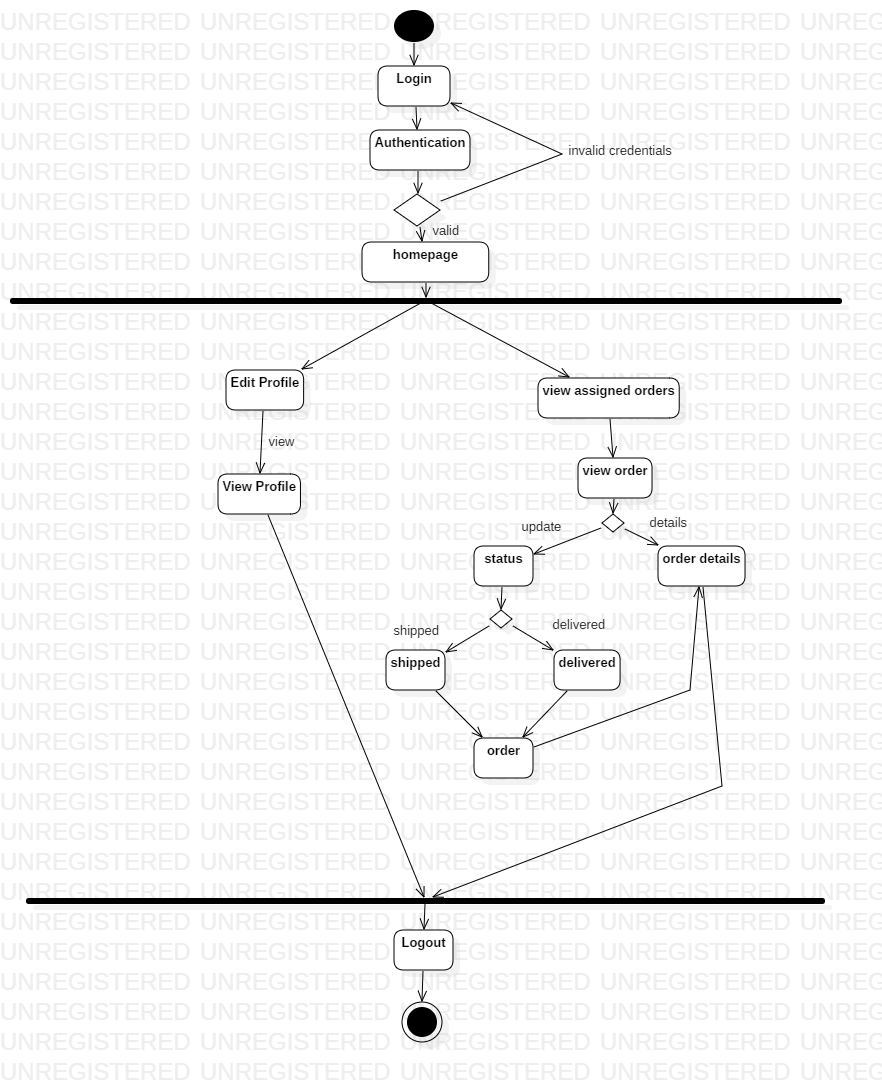 Login
Authentication
invalid credentials
valid
homepage
Edit Profile
view assigned orders
view
view order
View Profile
update
details
status
order details
shipped
delivered
shipped
delivered
order
Logout
UNREGISTERED